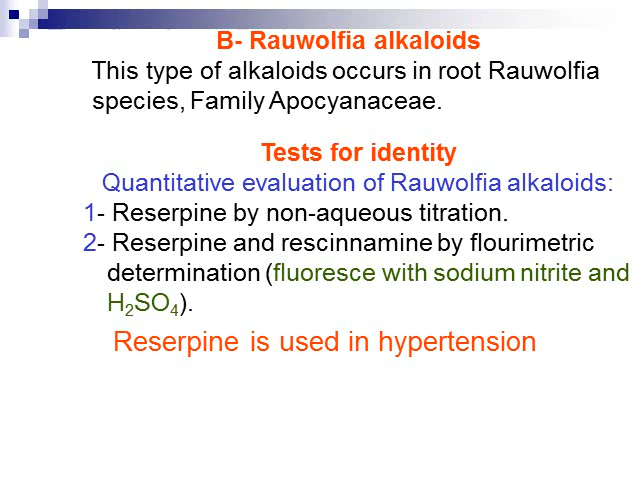 B- Rauwolfia alkaloids
This type of alkaloids occurs in root Rauwolfia
species, Family Apocyanaceae.
Tests for identity
Quantitative evaluation of Rauwolfia alkaloids:
1- Reserpine by non-aqueous titration.
2- Reserpine and rescinnamine by flourimetric
determination (fluoresce with sodium nitrite and
H₂SO₄).
Reserpine is used in hypertension